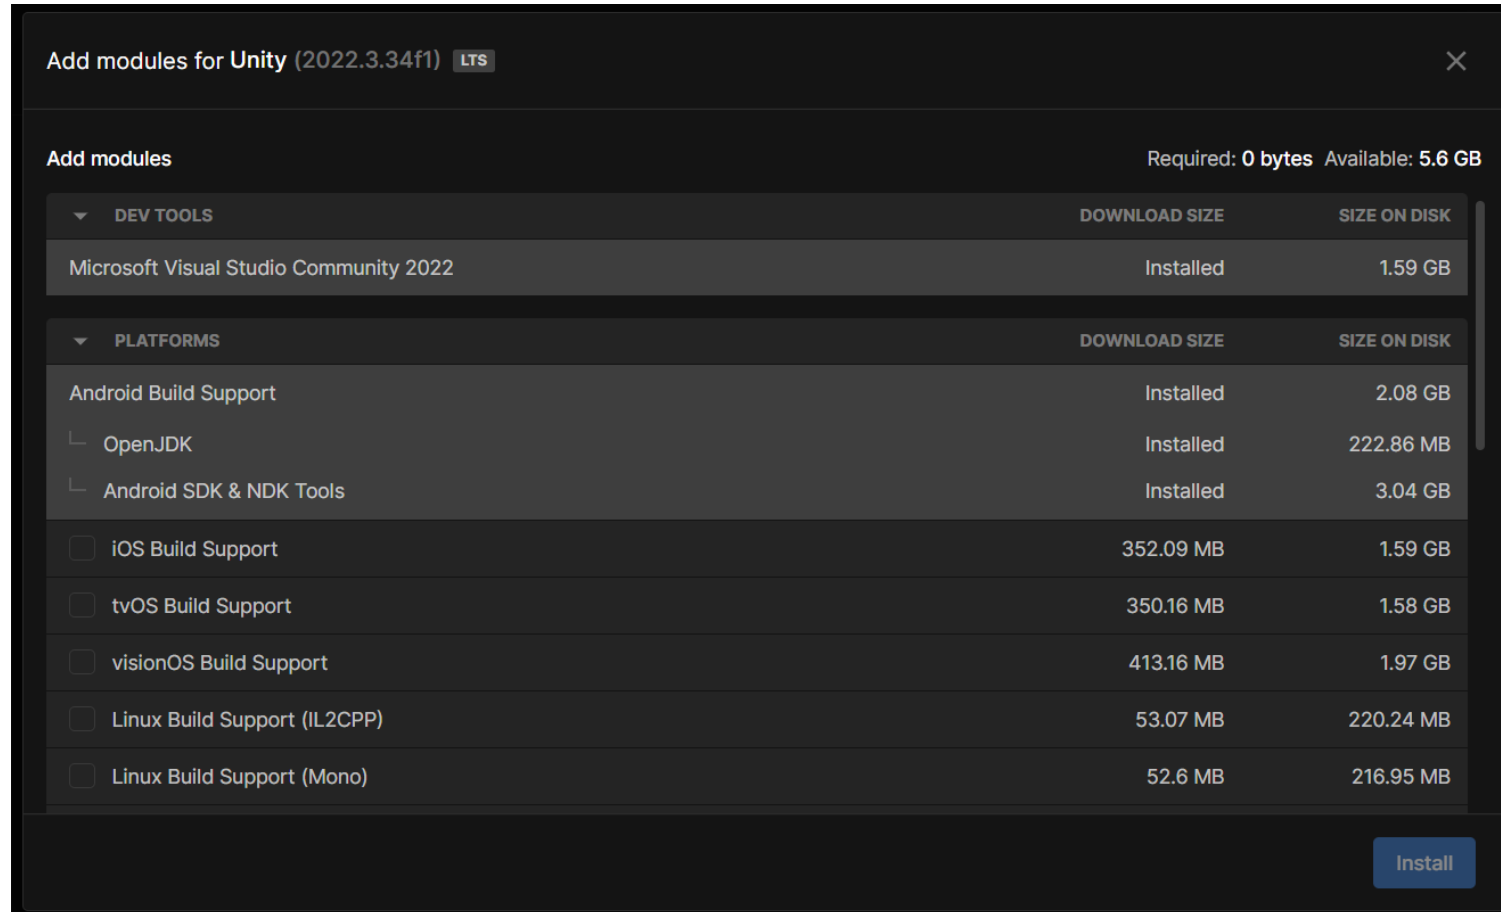 Add modules for Unity (2022.3.34f1) LTS
Add modules Required: 0 bytes Available: 5.6 GB
DEV TOOLS DOWNLOAD SIZE SIZE ON DISK
Microsoft Visual Studio Community 2022 Installed 1.59 GB
PLATFORMS DOWNLOAD SIZE SIZE ON DISK
Android Build Support Installed 2.08 GB
OpenJDK Installed 222.86 MB
Android SDK & NDK Tools Installed 3.04 GB
iOS Build Support 352.09 MB 1.59 GB
tvOS Build Support 350.16 MB 1.58 GB
visionOS Build Support 413.16 MB 1.97 GB
Linux Build Support (IL2CPP) 53.07 MB 220.24 MB
Linux Build Support (Mono) 52.6 MB 216.95 MB
Install